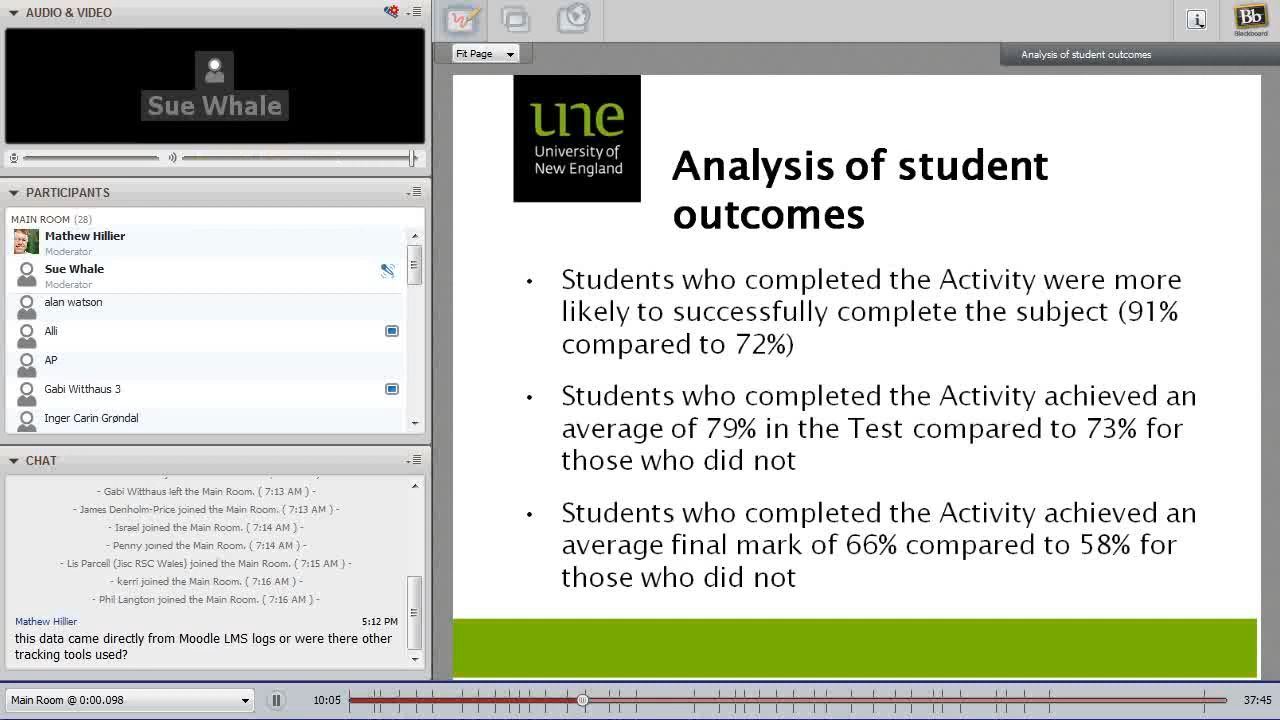 AUDIO & VIDEO
Sue Whale
PARTICIPANTS
MAIN ROOM (28)
Mathew Hillier
Moderator
Sue Whale
Moderator
alan watson
Alli
AP
Gabi Witthaus 3
Inger Carin Grøndal
CHAT
- Gabi Witthaus left the Main Room. ( 7:13 AM ) -
- James Denholm-Price joined the Main Room. ( 7:13 AM ) -
- Israel joined the Main Room. ( 7:14 AM ) -
- Penny joined the Main Room. ( 7:14 AM ) -
- Lis Parcell (Jisc RSC Wales) joined the Main Room. ( 7:15 AM ) -
- kerri joined the Main Room. ( 7:16 AM ) -
- Phil Langton joined the Main Room. ( 7:16 AM ) -
Mathew Hillier 5:12 PM
this data came directly from Moodle LMS logs or were there other
tracking tools used?
Main Room @ 0:00.098
10:05
37:45
Fit Page
Analysis of student outcomes
Bb
Blackboard
une
University of
New England
Analysis of student
outcomes
• Students who completed the Activity were more
likely to successfully complete the subject (91%
compared to 72%)
• Students who completed the Activity achieved an
average of 79% in the Test compared to 73% for
those who did not
• Students who completed the Activity achieved an
average final mark of 66% compared to 58% for
those who did not